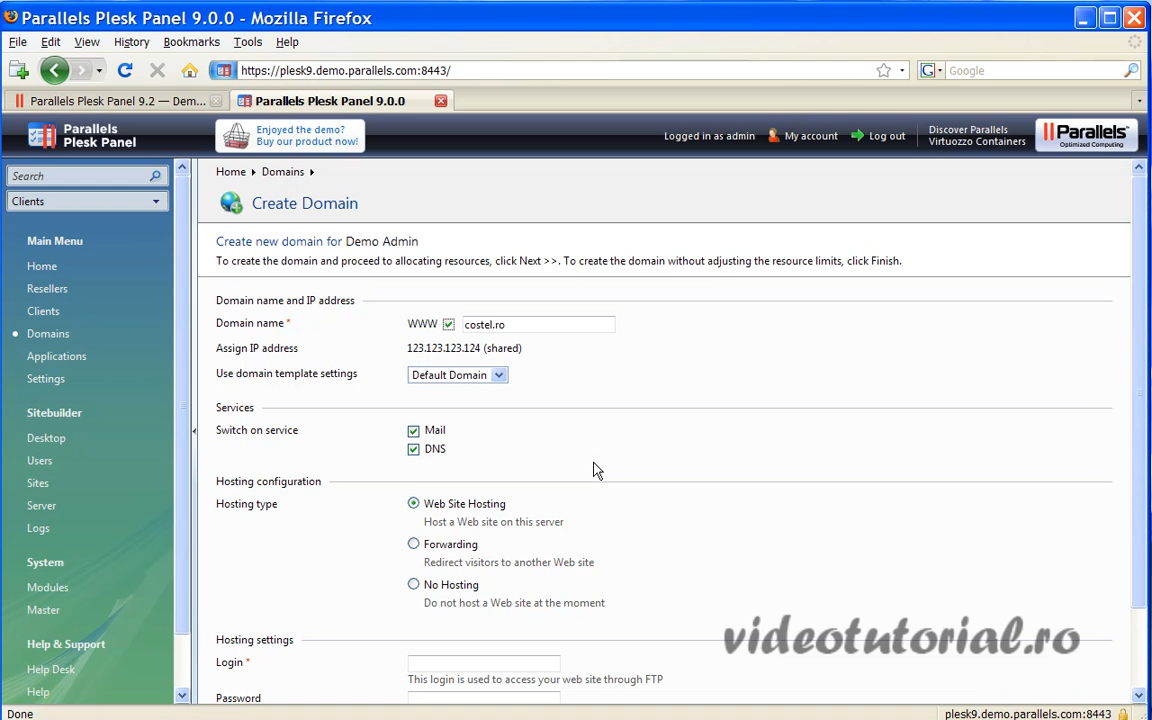 Parallels Plesk Panel 9.0.0 - Mozilla Firefox
File Edit View History Bookmarks Tools Help
https://plesk9.demo.parallels.com:8443/
Google
Parallels Plesk Panel 9.2 — Dem...
Parallels Plesk Panel 9.0.0
Parallels
Plesk Panel
Enjoyed the demo?
Buy our product now!
Logged in as admin
My account
Log out
Discover Parallels
Virtuozzo Containers
Parallels™
Optimized Computing
Search
Clients
Main Menu
Home
Resellers
Clients
Domains
Applications
Settings
Sitebuilder
Desktop
Users
Sites
Server
Logs
System
Modules
Master
Help & Support
Help Desk
Help
Home Domains
Create Domain
Create new domain for Demo Admin
To create the domain and proceed to allocating resources, click Next >>. To create the domain without adjusting the resource limits, click Finish.
Domain name and IP address
Domain name * WWW costel.ro
Assign IP address 123.123.123.124 (shared)
Use domain template settings Default Domain
Services
Switch on service Mail
DNS
Hosting configuration
Hosting type Web Site Hosting
Host a Web site on this server
Forwarding
Redirect visitors to another Web site
No Hosting
Do not host a Web site at the moment
videotutorial.ro
Hosting settings
Login *
This login is used to access your web site through FTP
Password
Done
plesk9.demo.parallels.com:8443